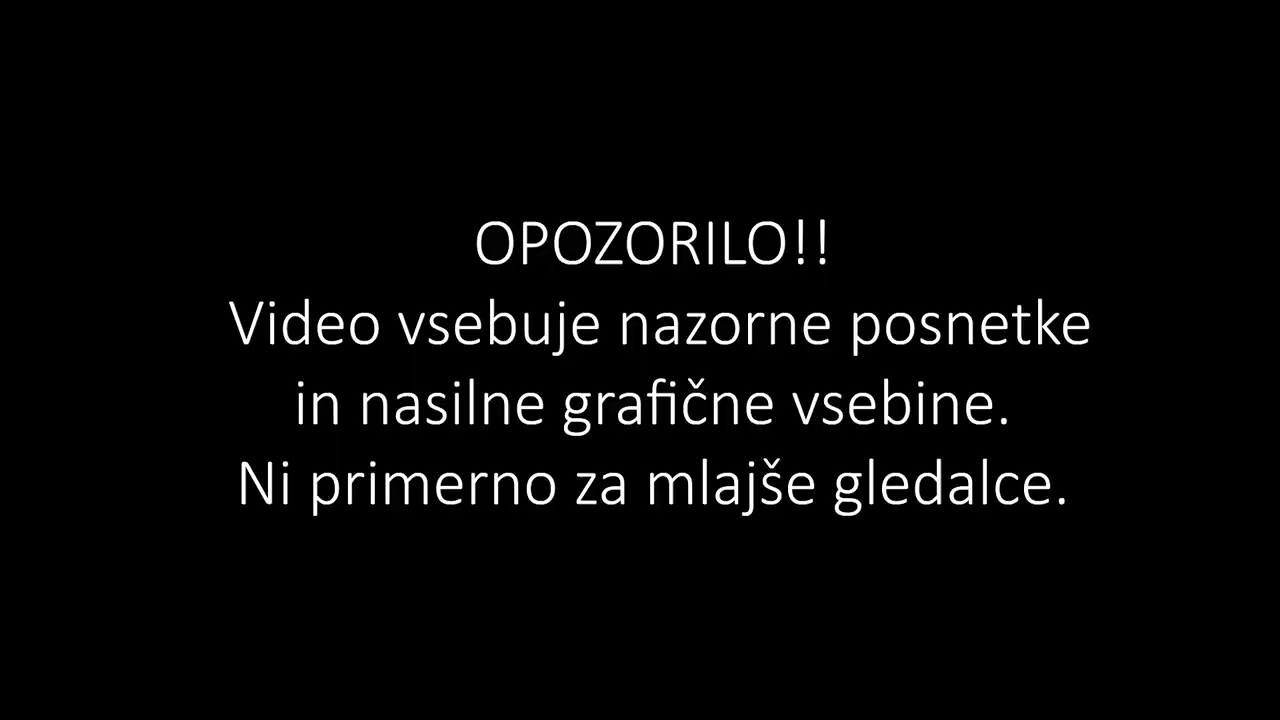 OPOZORILO!!
Video vsebuje nazorne posnetke
in nasilne grafične vsebine.
Ni primerno za mlajše gledalce.